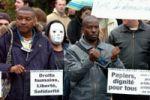 Droits
humains,
Liberté,
Solidarité
Papiers,
dignité
pour tous